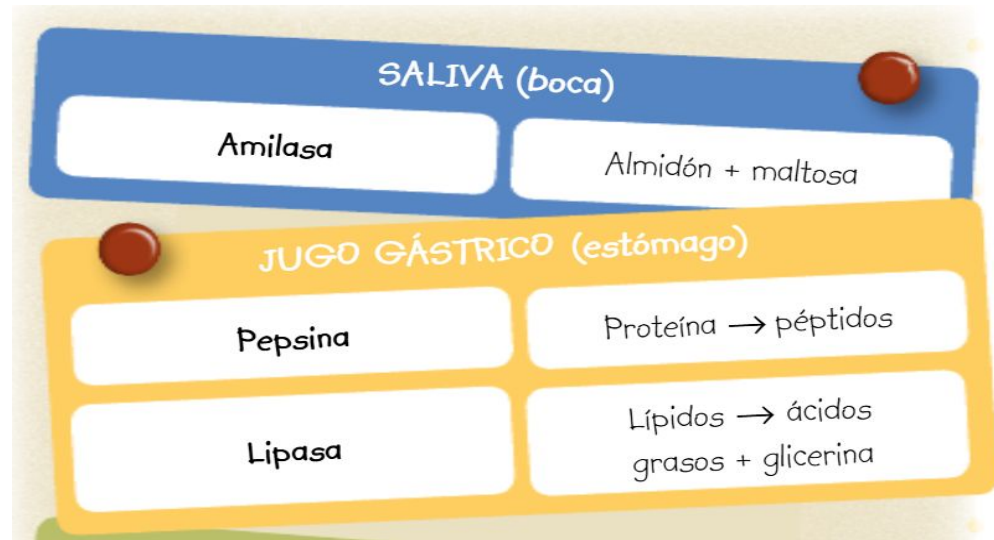 SALIVA (boca)
Amilasa
Almidón + maltosa
JUGO GÁSTRICO (estómago)
Pepsina
Proteína → péptidos
Lipasa
Lípidos → ácidos
grasos + glicerina